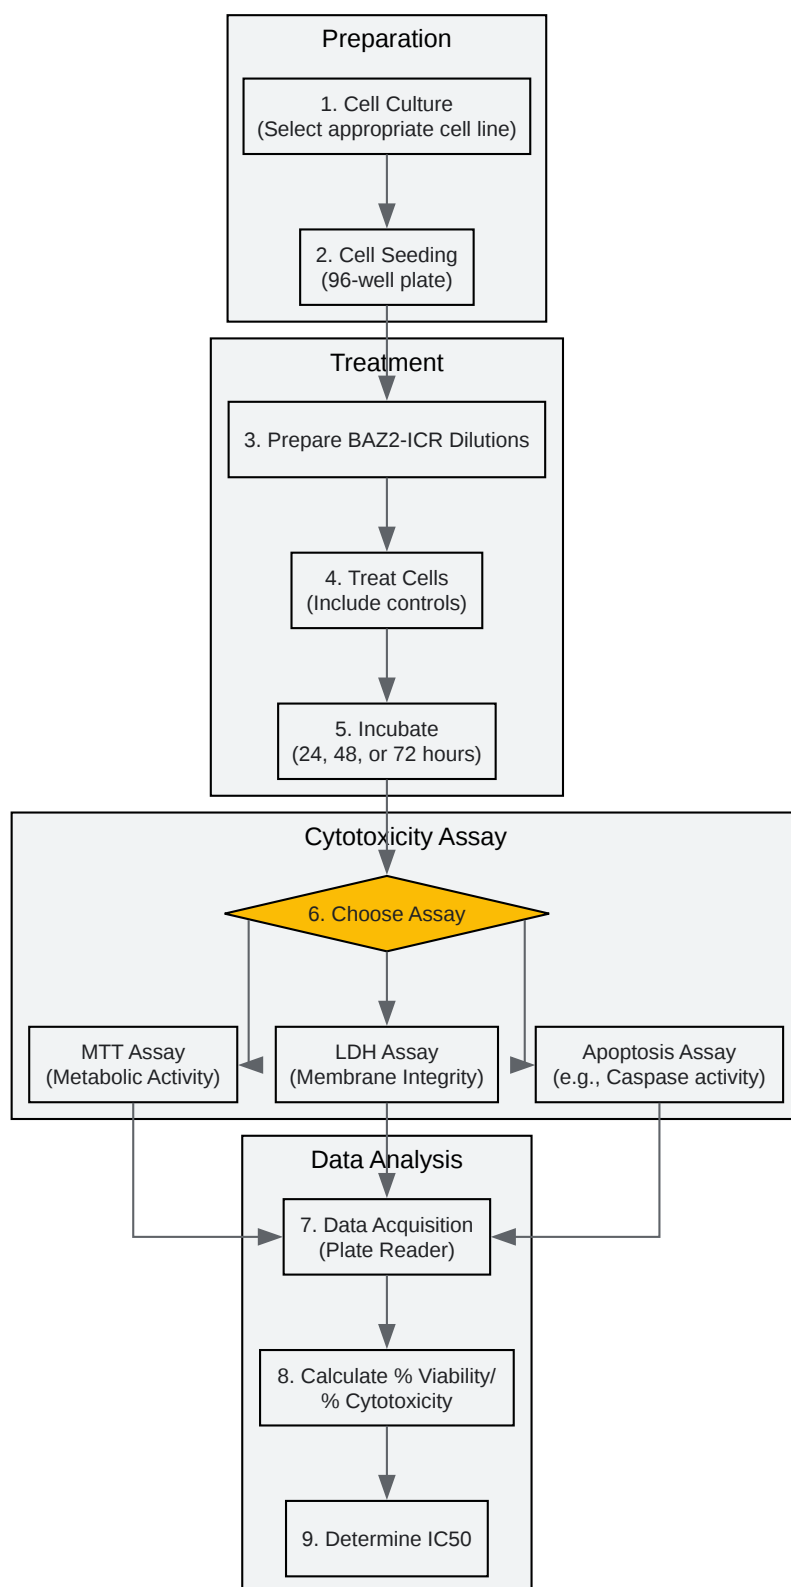 Preparation
1. Cell Culture
(Select appropriate cell line)
2. Cell Seeding
(96-well plate)
Treatment
3. Prepare BAZ2-ICR Dilutions
4. Treat Cells
(Include controls)
5. Incubate
(24, 48, or 72 hours)
Cytotoxicity Assay
6. Choose Assay
MTT Assay
(Metabolic Activity)
LDH Assay
(Membrane Integrity)
Apoptosis Assay
(e.g., Caspase activity)
Data Analysis
7. Data Acquisition
(Plate Reader)
8. Calculate % Viability/
% Cytotoxicity
9. Determine IC50